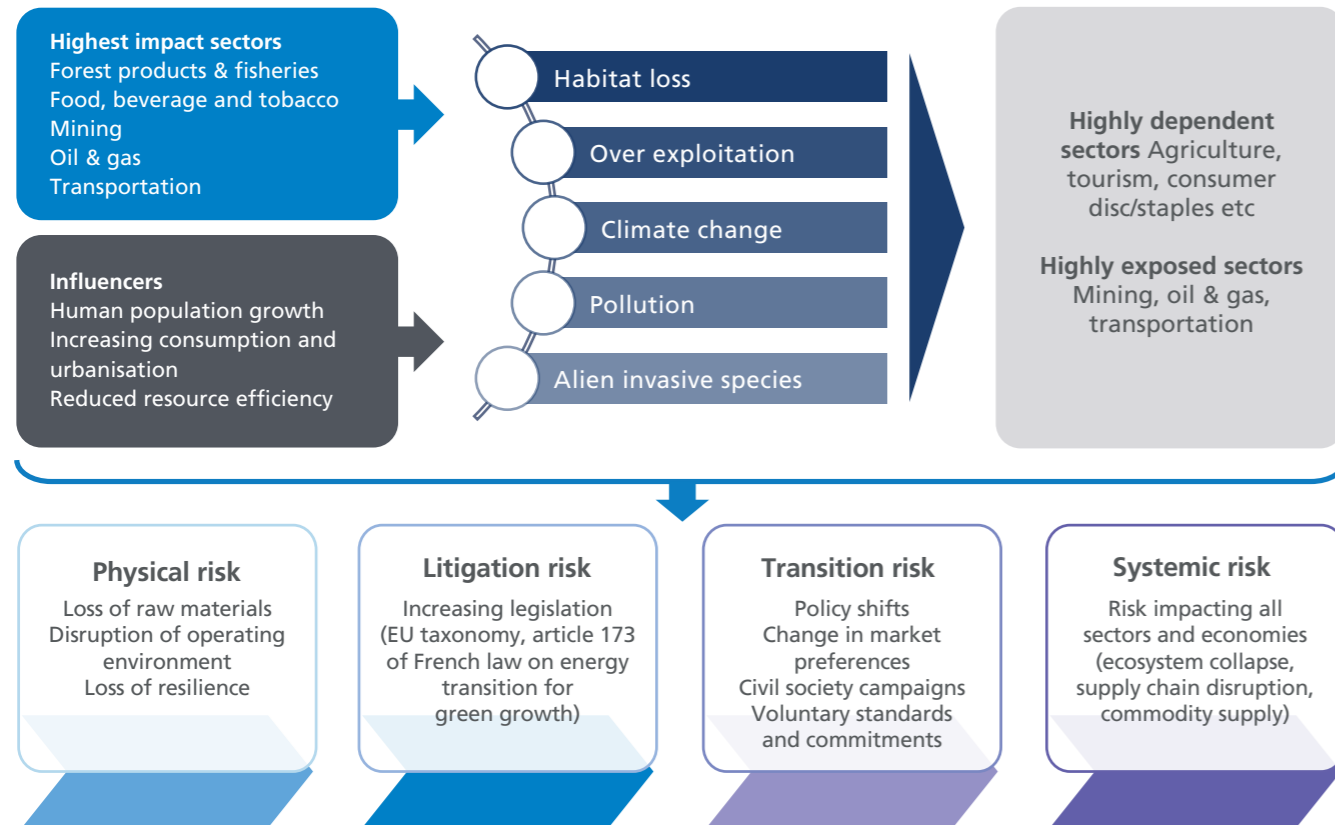 Highest impact sectors
Forest products & fisheries
Food, beverage and tobacco
Mining
Oil & gas
Transportation
Influencers
Human population growth
Increasing consumption and
urbanisation
Reduced resource efficiency
Habitat loss
Over exploitation
Climate change
Pollution
Alien invasive species
Highly dependent
sectors Agriculture,
tourism, consumer
disc/staples etc
Highly exposed sectors
Mining, oil & gas,
transportation
Physical risk
Loss of raw materials
Disruption of operating
environment
Loss of resilience
Litigation risk
Increasing legislation
(EU taxonomy, article 173
of French law on energy
transition for
green growth)
Transition risk
Policy shifts
Change in market
preferences
Civil society campaigns
Voluntary standards
and commitments
Systemic risk
Risk impacting all
sectors and economies
(ecosystem collapse,
supply chain disruption,
commodity supply)